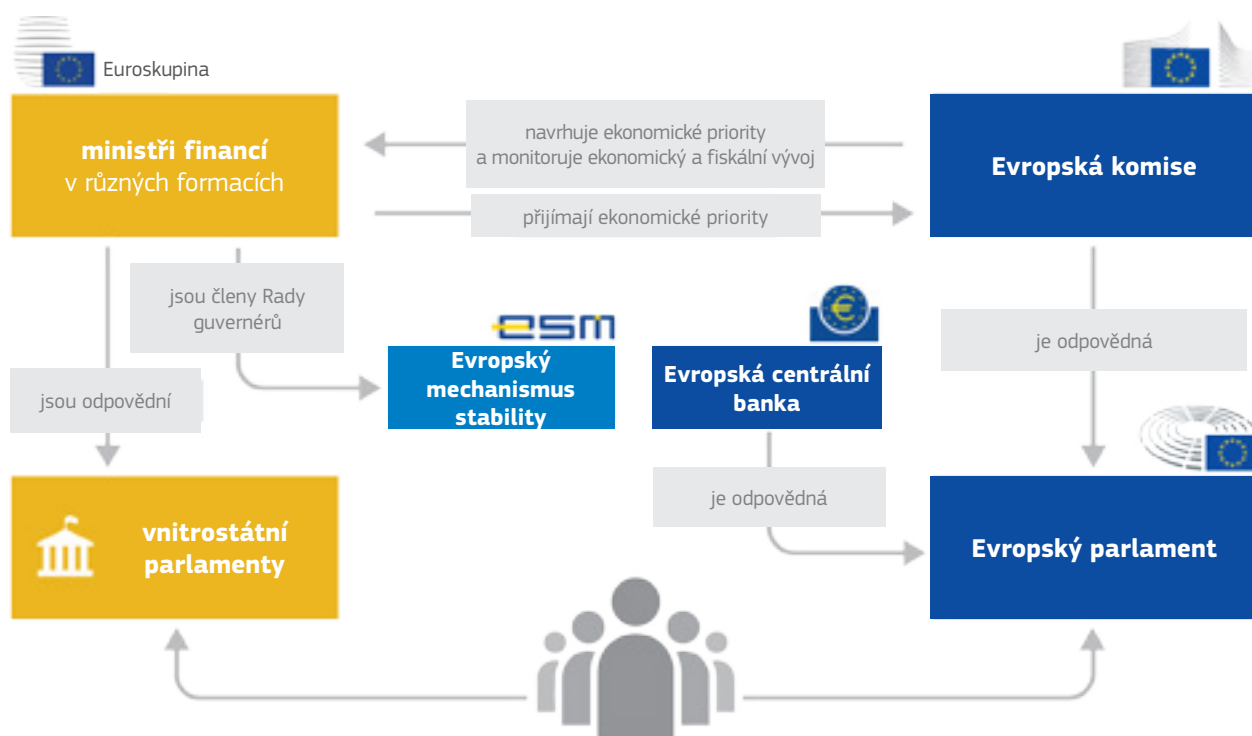 Euroskupina
ministři financí
v různých formacích
navrhuje ekonomické priority
a monitoruje ekonomický a fiskální vývoj
přijímají ekonomické priority
Evropská komise
jsou členy Rady
guvernérů
esm
Evropský
mechanismus
stability
Evropská centrální
banka
je odpovědná
jsou odpovědní
je odpovědná
vnitrostátní
parlamenty
Evropský parlament